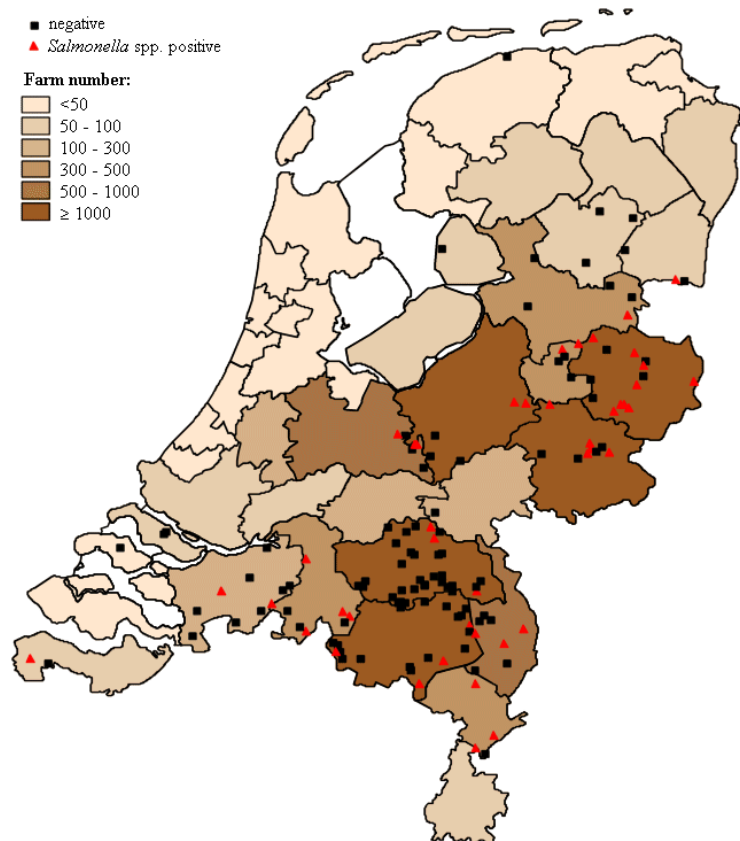 negative
Salmonella spp. positive
Farm number:
<50
50 - 100
100 - 300
300 - 500
500 - 1000
≥ 1000